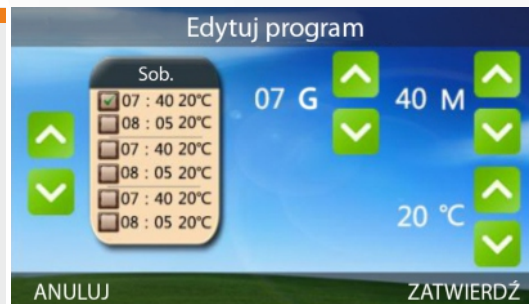 Edytuj program
Sob.
07 : 40 20°C
08 : 05 20°C
07 : 40 20°C
08 : 05 20°C
07 : 40 20°C
08 : 05 20°C
07 G
40 M
20 °C
ANULUJ
ZATWIERDŹ